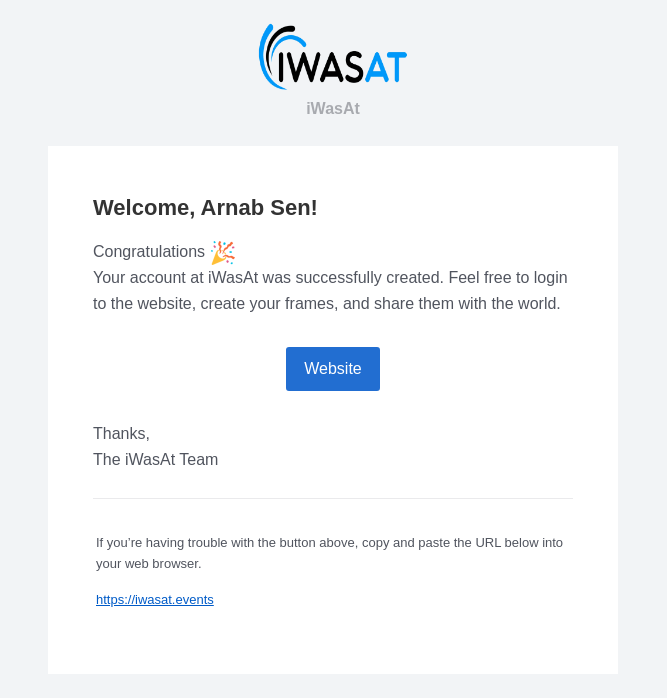 iWASAT
iWasAt
Welcome, Arnab Sen!
Congratulations 🎉
Your account at iWasAt was successfully created. Feel free to login
to the website, create your frames, and share them with the world.
Website
Thanks,
The iWasAt Team
If you’re having trouble with the button above, copy and paste the URL below into
your web browser.
https://iwasat.events